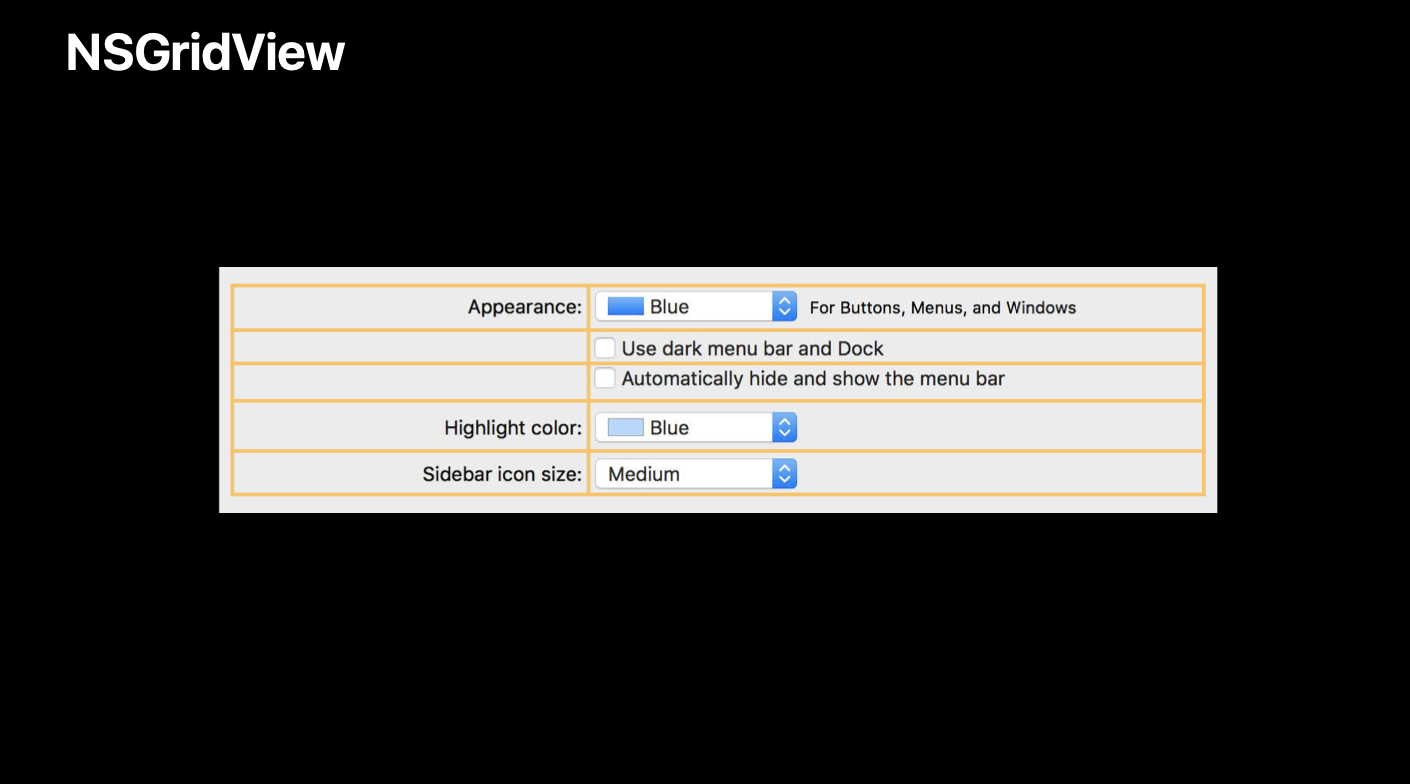 NSGridView
Appearance: Blue For Buttons, Menus, and Windows
Use dark menu bar and Dock
Automatically hide and show the menu bar
Highlight color: Blue
Sidebar icon size: Medium